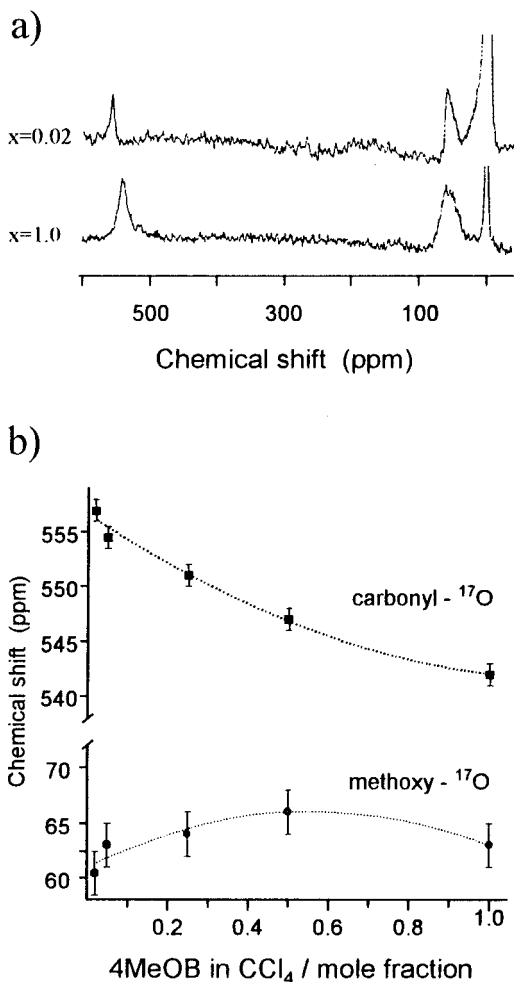 a)
x=0.02
x=1.0
500 300 100
Chemical shift (ppm)
b)
Chemical shift (ppm)
555
550
545
540
70
65
60
carbonyl - ¹⁷O
methoxy - ¹⁷O
0.2 0.4 0.6 0.8 1.0
4MeOB in CCl₄ / mole fraction